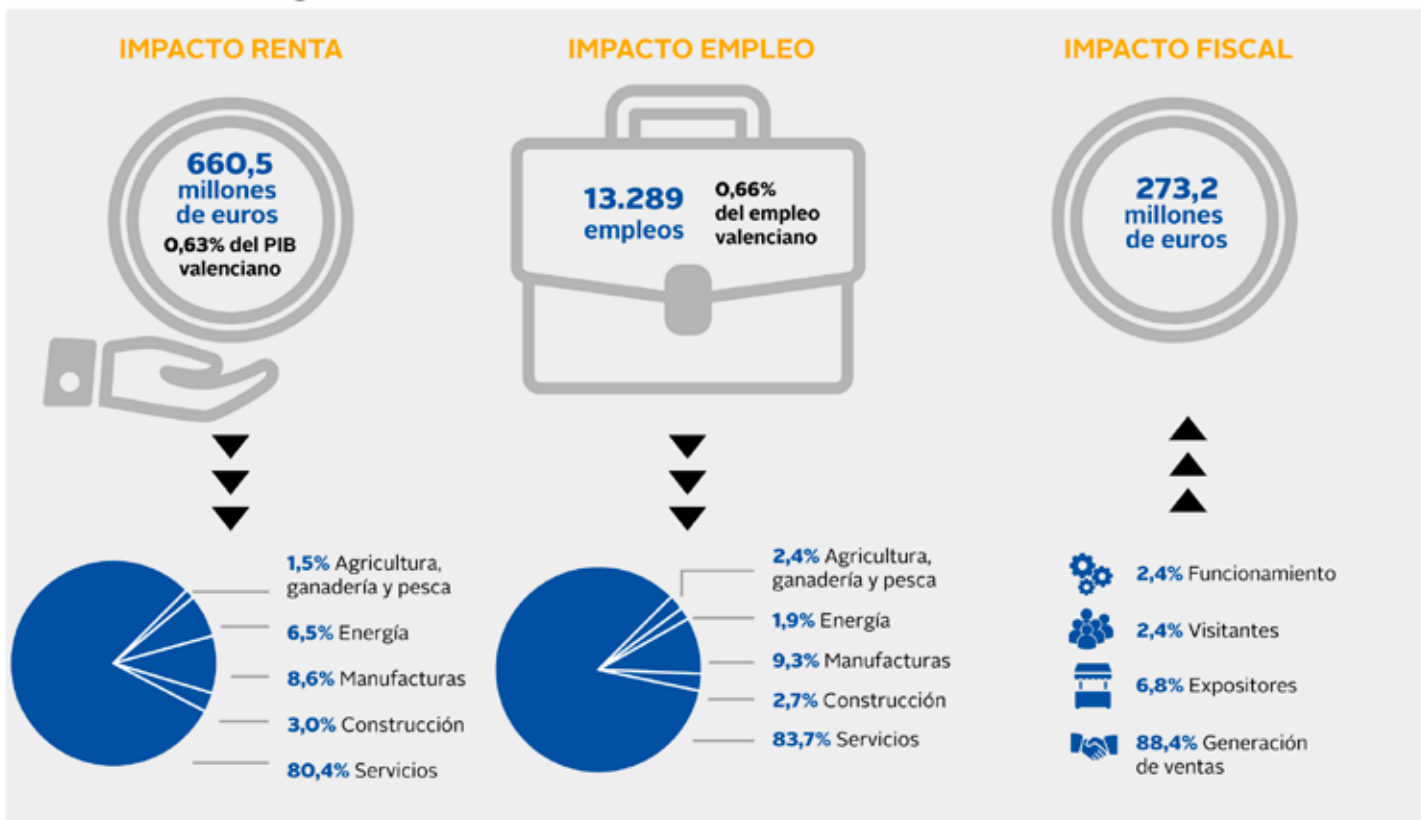 IMPACTO RENTA
660,5
millones
de euros
0,63% del PIB
valenciano
1,5% Agricultura,
ganadería y pesca
6,5% Energía
8,6% Manufacturas
3,0% Construcción
80,4% Servicios
IMPACTO EMPLEO
13.289
empleos
0,66%
del empleo
valenciano
2,4% Agricultura,
ganadería y pesca
1,9% Energía
9,3% Manufacturas
2,7% Construcción
83,7% Servicios
IMPACTO FISCAL
273,2
millones
de euros
2,4% Funcionamiento
2,4% Visitantes
6,8% Expositores
88,4% Generación
de ventas